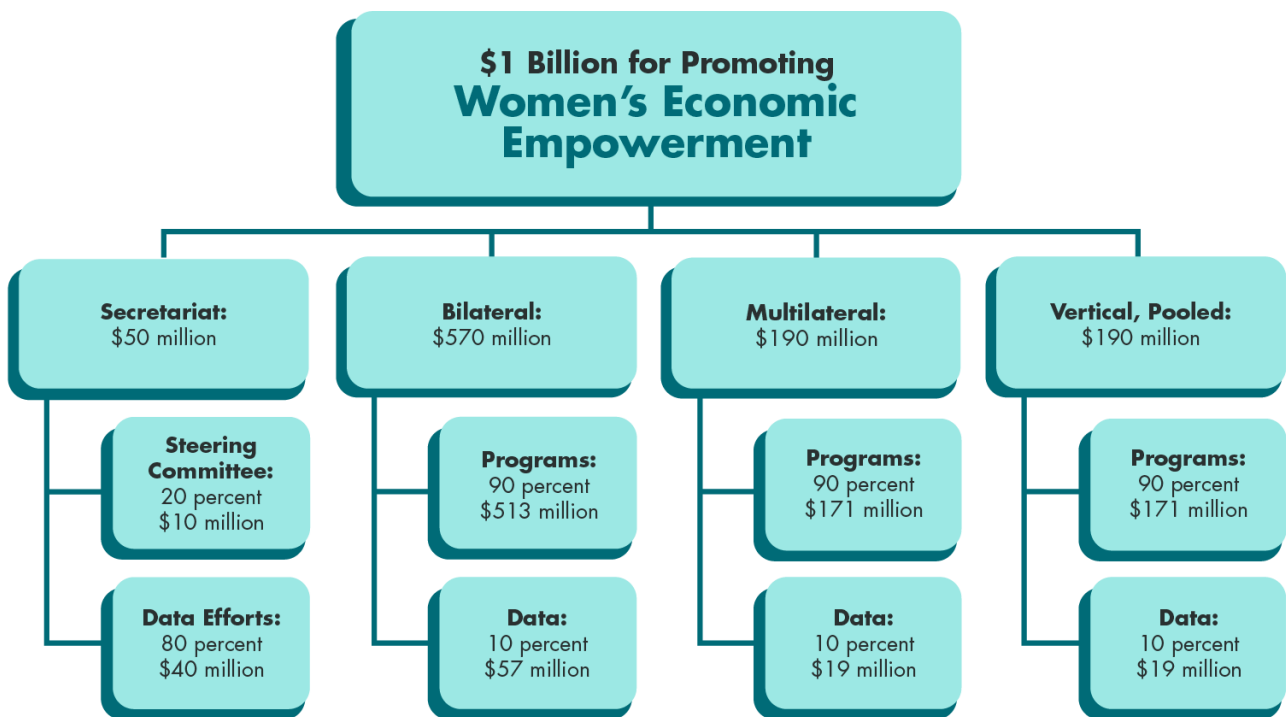 $1 Billion for Promoting
Women's Economic
Empowerment
Secretariat:
$50 million
Steering
Committee:
20 percent
$10 million
Data Efforts:
80 percent
$40 million
Bilateral:
$570 million
Programs:
90 percent
$513 million
Data:
10 percent
$57 million
Multilateral:
$190 million
Programs:
90 percent
$171 million
Data:
10 percent
$19 million
Vertical, Pooled:
$190 million
Programs:
90 percent
$171 million
Data:
10 percent
$19 million